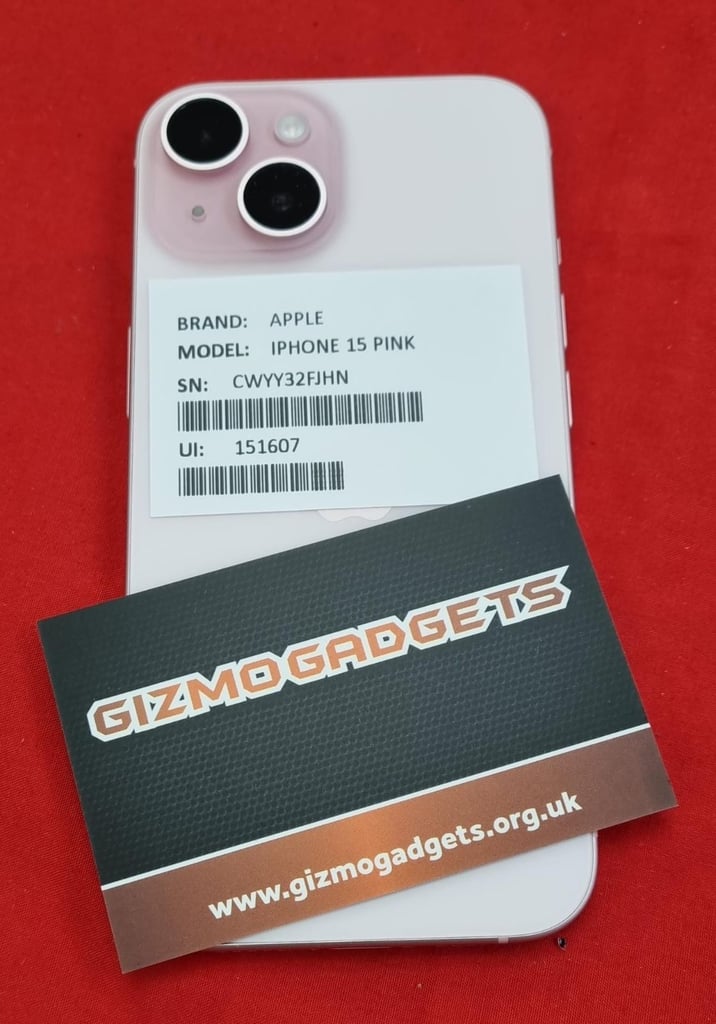 BRAND: APPLE
MODEL: IPHONE 15 PINK
SN: CWYY32FJHN
UI: 151607
GIZMOGADGETS
www.gizmogadgets.org.uk